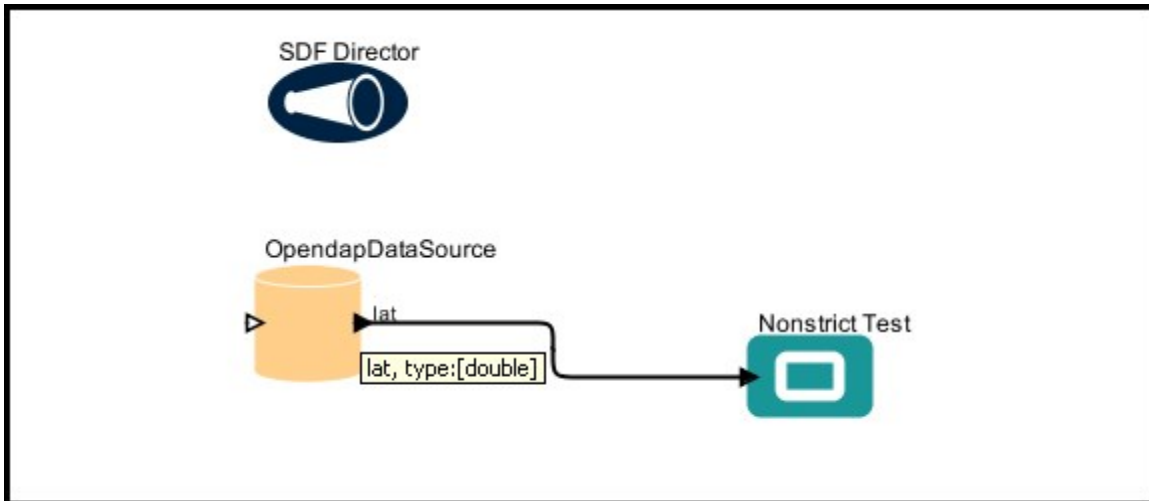 SDF Director
OpendapDataSource
lat
Nonstrict Test
lat, type:[double]